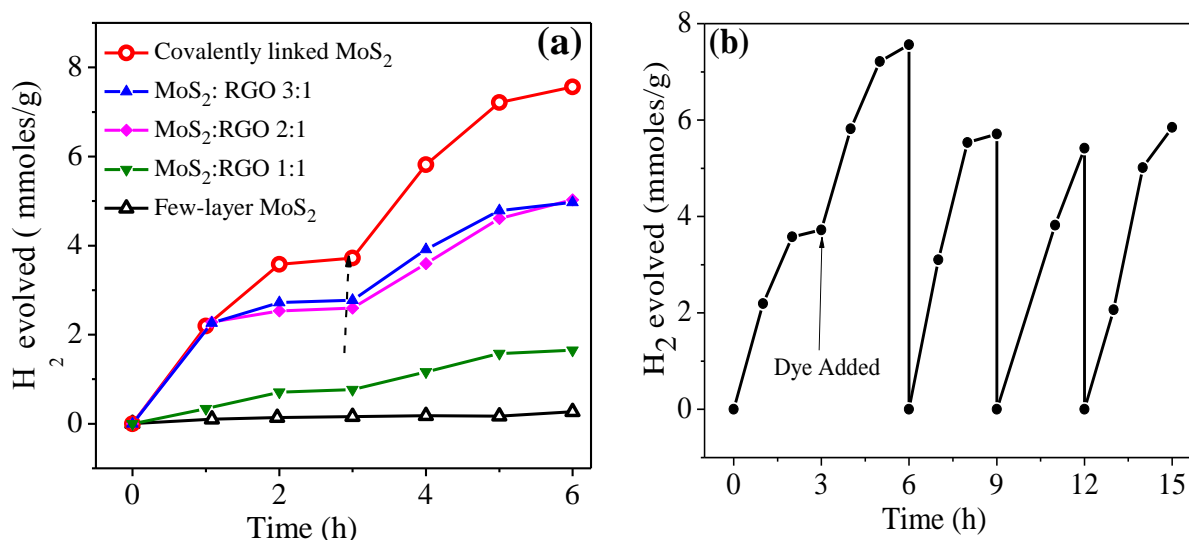 (a)
Covalently linked MoS2
MoS2: RGO 3:1
MoS2:RGO 2:1
MoS2:RGO 1:1
Few-layer MoS2
H2 evolved ( mmoles/g)
8
6
4
2
0
0 2 4 6
Time (h)
(b)
H2 evolved (mmoles/g)
8
6
4
2
0
Dye Added
0 3 6 9 12 15
Time (h)